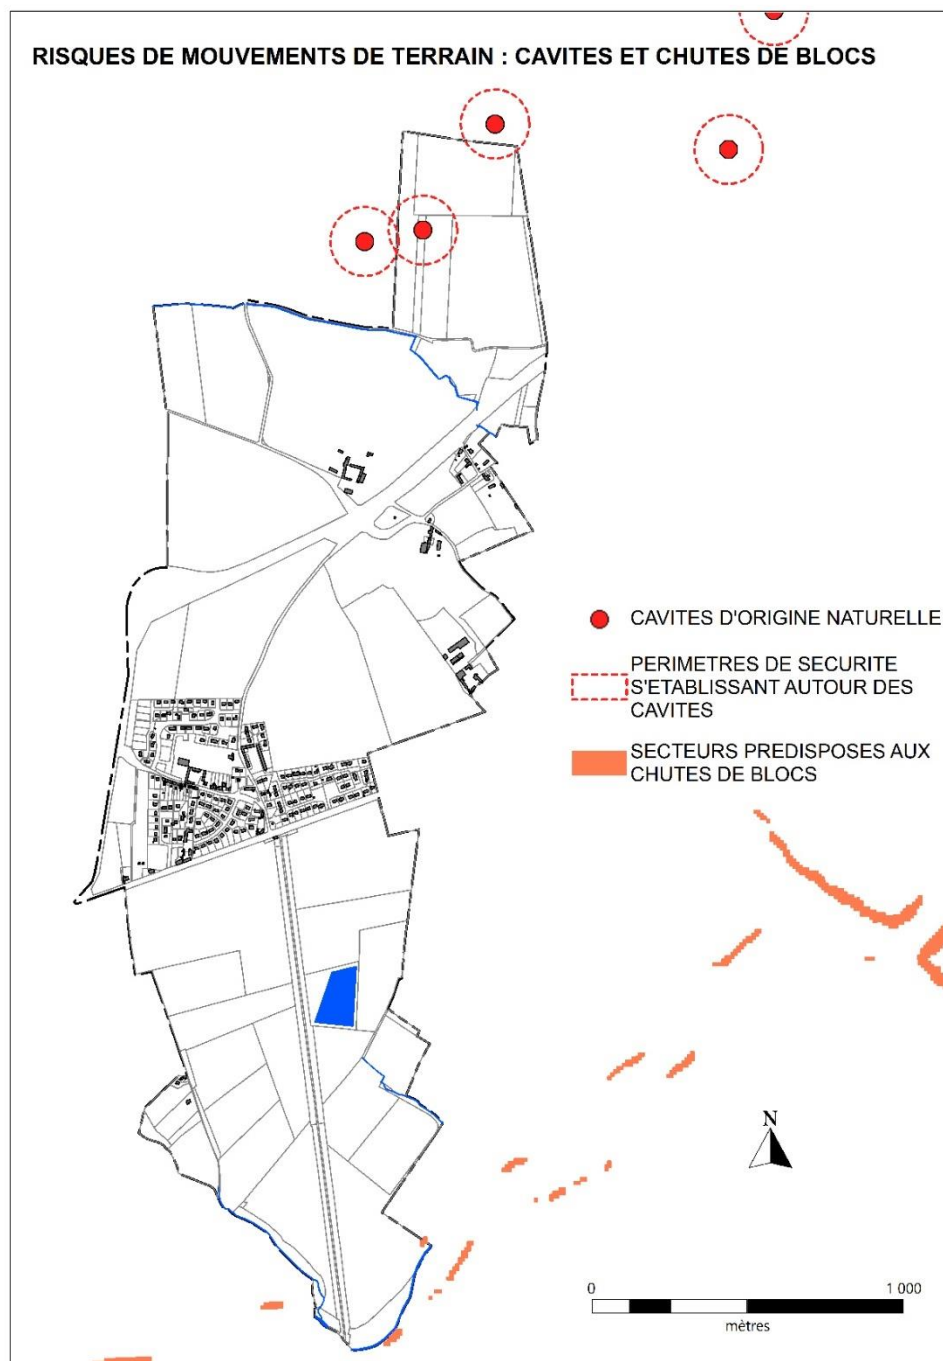 RISQUES DE MOUVEMENTS DE TERRAIN : CAVITES ET CHUTES DE BLOCS
CAVITES D'ORIGINE NATURELLE
PERIMETRES DE SECURITE
S'ETABLISSANT AUTOUR DES
CAVITES
SECTEURS PREDISPOSES AUX
CHUTES DE BLOCS
N
0 1 000
mètres